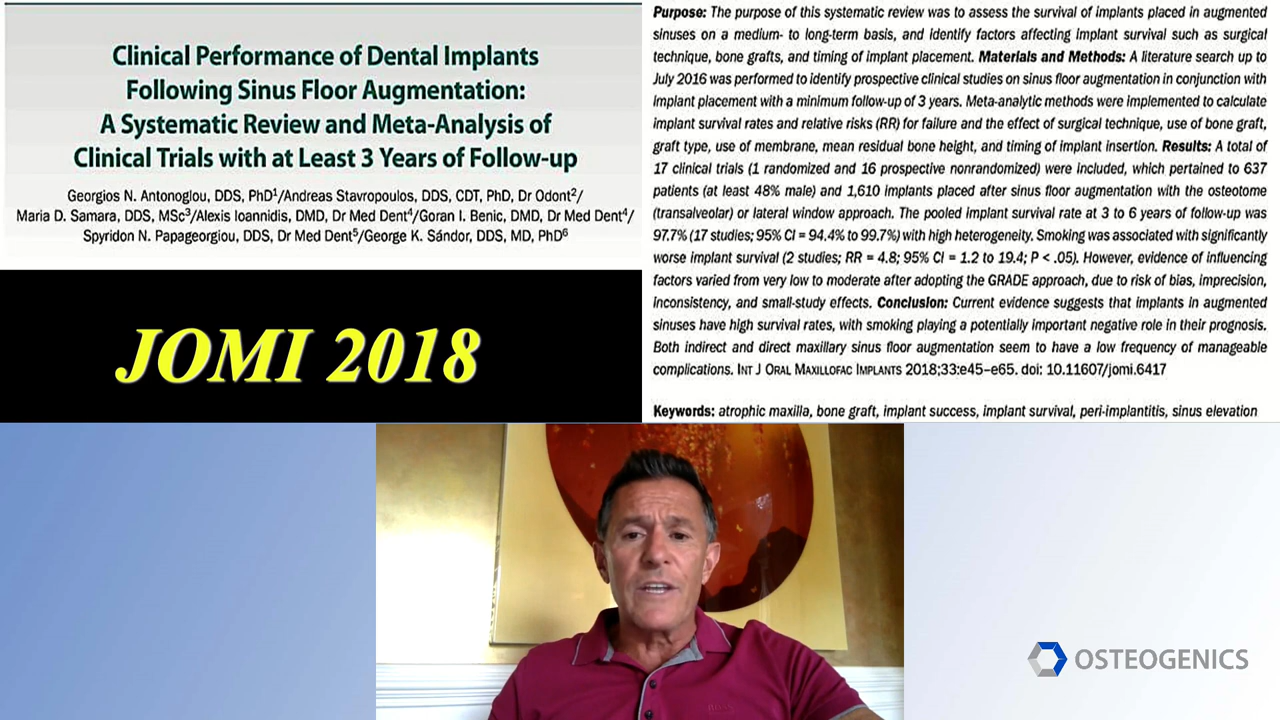 Clinical Performance of Dental Implants
Following Sinus Floor Augmentation:
A Systematic Review and Meta-Analysis of
Clinical Trials with at Least 3 Years of Follow-up
Georgios N. Antonoglou, DDS, PhD¹/Andreas Stavropoulos, DDS, CDT, PhD, Dr Odont²/
Maria D. Samara, DDS, MSc³/Alexis Ioannidis, DMD, Dr Med Dent⁴/Goran I. Benic, DMD, Dr Med Dent⁴/
Spyridon N. Papageorgiou, DDS, Dr Med Dent⁵/George K. Sándor, DDS, MD, PhD⁶
JOMI 2018
Purpose: The purpose of this systematic review was to assess the survival of implants placed in augmented
sinuses on a medium- to long-term basis, and identify factors affecting implant survival such as surgical
technique, bone grafts, and timing of implant placement. Materials and Methods: A literature search up to
July 2016 was performed to identify prospective clinical studies on sinus floor augmentation in conjunction with
implant placement with a minimum follow-up of 3 years. Meta-analytic methods were implemented to calculate
implant survival rates and relative risks (RR) for failure and the effect of surgical technique, use of bone graft,
graft type, use of membrane, mean residual bone height, and timing of implant insertion. Results: A total of
17 clinical trials (1 randomized and 16 prospective nonrandomized) were included, which pertained to 637
patients (at least 48% male) and 1,610 implants placed after sinus floor augmentation with the osteotome
(transalveolar) or lateral window approach. The pooled implant survival rate at 3 to 6 years of follow-up was
97.7% (17 studies; 95% CI = 94.4% to 99.7%) with high heterogeneity. Smoking was associated with significantly
worse implant survival (2 studies; RR = 4.8; 95% CI = 1.2 to 19.4; P < .05). However, evidence of influencing
factors varied from very low to moderate after adopting the GRADE approach, due to risk of bias, imprecision,
inconsistency, and small-study effects. Conclusion: Current evidence suggests that implants in augmented
sinuses have high survival rates, with smoking playing a potentially important negative role in their prognosis.
Both indirect and direct maxillary sinus floor augmentation seem to have a low frequency of manageable
complications. INT J ORAL MAXILLOFAC IMPLANTS 2018;33:e45–e65. doi: 10.11607/jomi.6417
Keywords: atrophic maxilla, bone graft, implant success, implant survival, peri-implantitis, sinus elevation
OSTEOGENICS